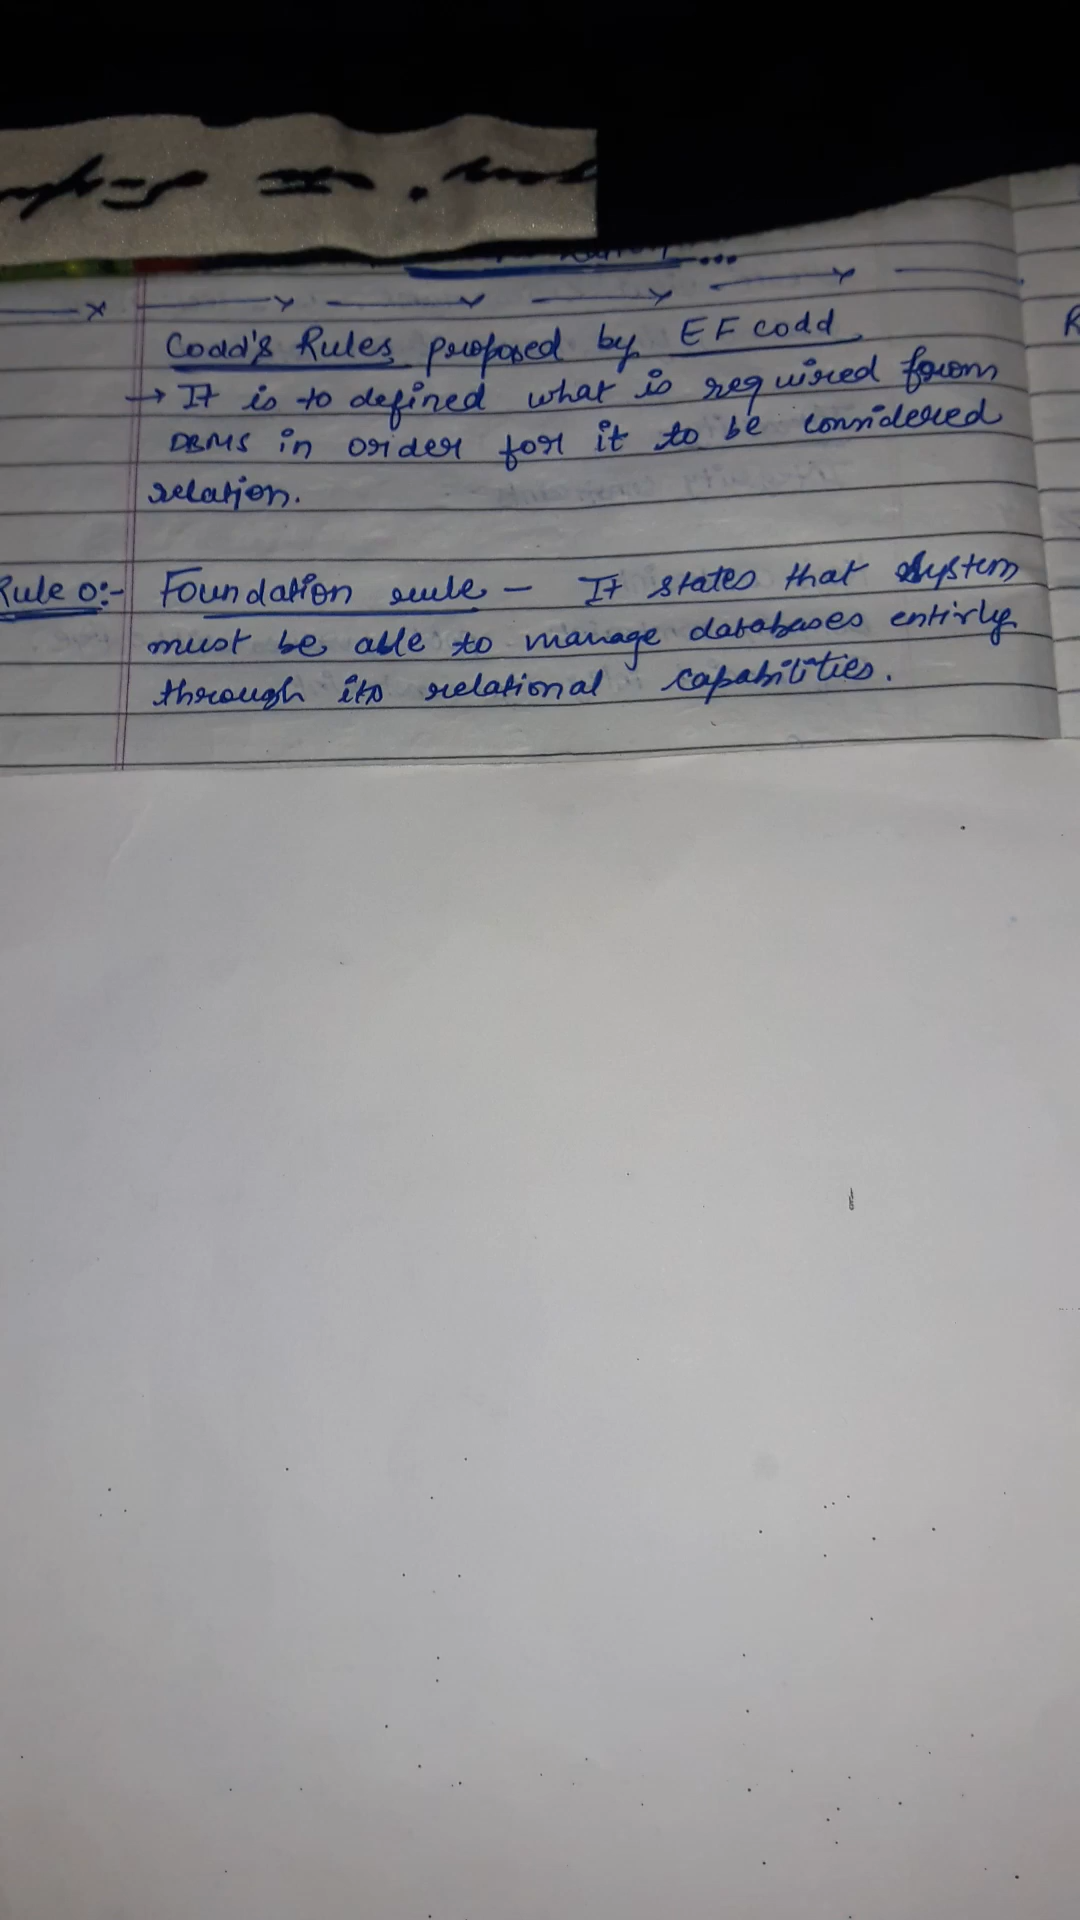 Codd's Rules proposed by EF codd
→ It is to defined what is required from
DBMS in order for it to be considered
relation.
Rule 0:- Foundation rule - It states that system
must be able to manage databases entirly
through its relational capabilities.